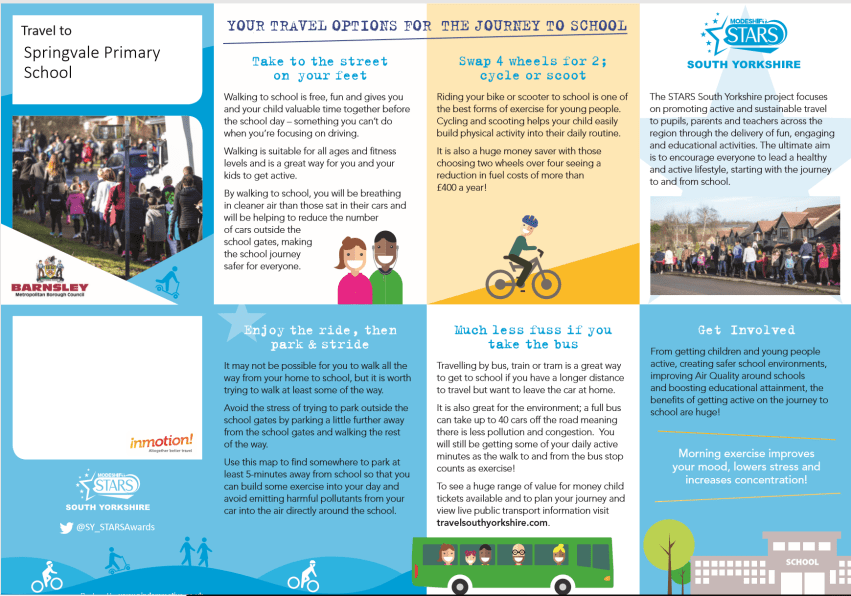 Travel to
Springvale Primary
School
BARNSLEY
Metropolitan Borough Council
YOUR TRAVEL OPTIONS FOR THE JOURNEY TO SCHOOL
Take to the street
on your feet
Walking to school is free, fun and gives you
and your child valuable time together before
the school day – something you can't do
when you're focusing on driving.
Walking is suitable for all ages and fitness
levels and is a great way for you and your
kids to get active.
By walking to school, you will be breathing
in cleaner air than those sat in their cars and
will be helping to reduce the number
of cars outside the
school gates, making
the school journey
safer for everyone.
Swap 4 wheels for 2;
cycle or scoot
Riding your bike or scooter to school is one of
the best forms of exercise for young people.
Cycling and scooting helps your child easily
build physical activity into their daily routine.
It is also a huge money saver with those
choosing two wheels over four seeing a
reduction in fuel costs of more than
£400 a year!
MODESHIFT
STARS
SOUTH YORKSHIRE
The STARS South Yorkshire project focuses
on promoting active and sustainable travel
to pupils, parents and teachers across the
region through the delivery of fun, engaging
and educational activities. The ultimate aim
is to encourage everyone to lead a healthy
and active lifestyle, starting with the journey
to and from school.
inmotion!
Altogether better travel
MODESHIFT
STARS
SOUTH YORKSHIRE
@SY_STARSAwards
Enjoy the ride, then
park & stride
It may not be possible for you to walk all the
way from your home to school, but it is worth
trying to walk at least some of the way.
Avoid the stress of trying to park outside the
school gates by parking a little further away
from the school gates and walking the rest
of the way.
Use this map to find somewhere to park at
least 5-minutes away from school so that you
can build some exercise into your day and
avoid emitting harmful pollutants from your
car into the air directly around the school.
Much less fuss if you
take the bus
Travelling by bus, train or tram is a great way
to get to school if you have a longer distance
to travel but want to leave the car at home.
It is also great for the environment; a full bus
can take up to 40 cars off the road meaning
there is less pollution and congestion. You
will still be getting some of your daily active
minutes as the walk to and from the bus stop
counts as exercise!
To see a huge range of value for money child
tickets available and to plan your journey and
view live public transport information visit
travelsouthyorkshire.com.
Get Involved
From getting children and young people
active, creating safer school environments,
improving Air Quality around schools
and boosting educational attainment, the
benefits of getting active on the journey to
school are huge!
Morning exercise improves
your mood, lowers stress and
increases concentration!
SCHOOL